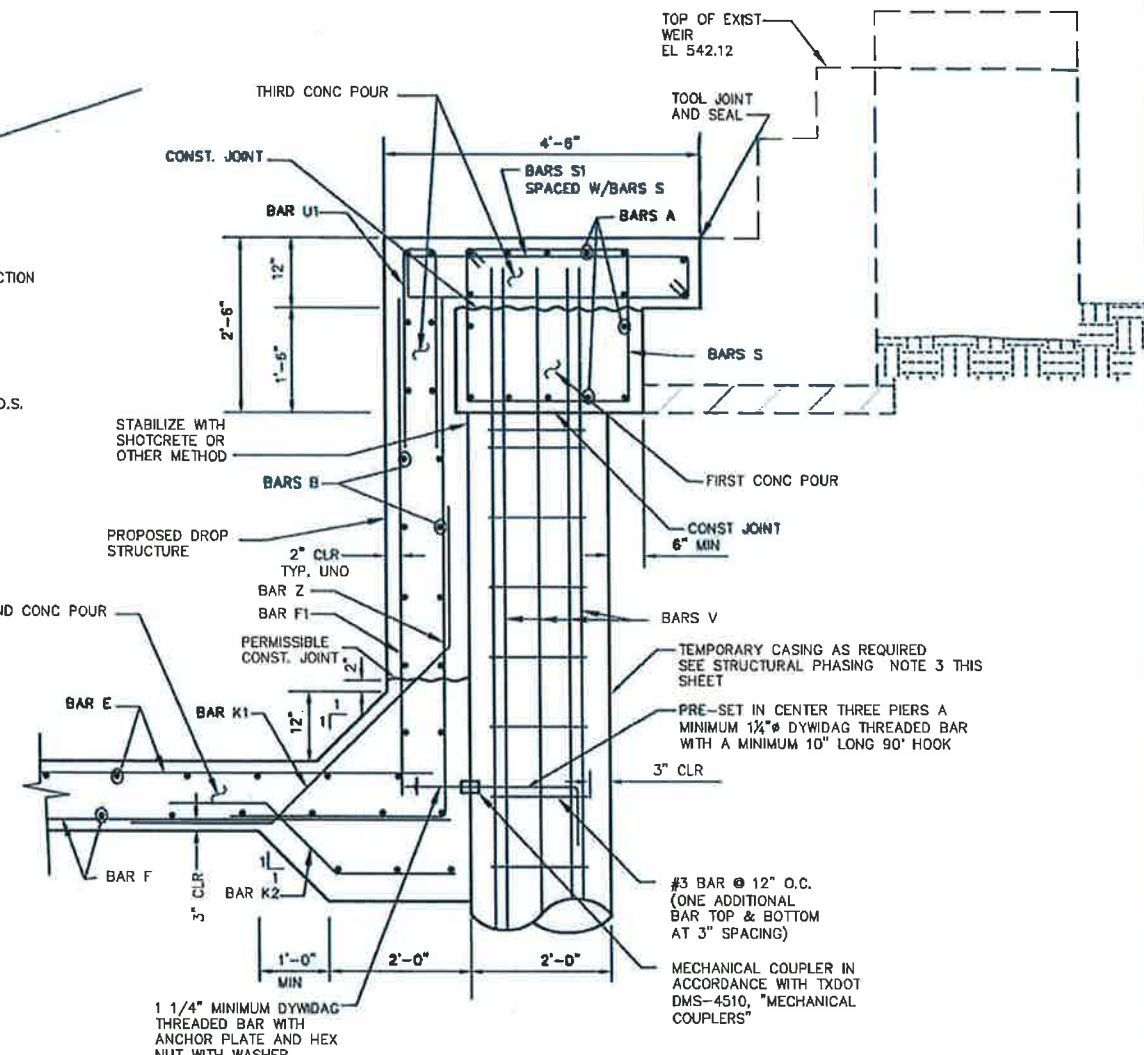 TOP OF EXIST
WEIR
EL 542.12
THIRD CONC POUR
TOOL JOINT
AND SEAL
4'-6"
CONST. JOINT
BARS S1
SPACED W/BARS S
BAR U1
BARS A
12"
2'-6"
CTION
1'-6"
BARS S
O.S.
STABILIZE WITH
SHOTCRETE OR
OTHER METHOD
FIRST CONC POUR
BARS B
CONST JOINT
6" MIN
PROPOSED DROP
STRUCTURE
2" CLR
TYP. UNO
BAR Z
BAR F1
ND CONC POUR
BARS V
PERMISSIBLE
CONST. JOINT
2"
TEMPORARY CASING AS REQUIRED
SEE STRUCTURAL PHASING NOTE 3 THIS
SHEET
BAR E
BAR K1
12"
1
1
PRE-SET IN CENTER THREE PIERS A
MINIMUM 1¼"ø DYWIDAG THREADED BAR
WITH A MINIMUM 10" LONG 90' HOOK
3" CLR
BAR F
3" CLR
1
1
BAR K2
#3 BAR @ 12" O.C.
(ONE ADDITIONAL
BAR TOP & BOTTOM
AT 3" SPACING)
1'-0"
MIN
2'-0"
2'-0"
MECHANICAL COUPLER IN
ACCORDANCE WITH TXDOT
DMS-4510, "MECHANICAL
COUPLERS"
1 1/4" MINIMUM DYWIDAG
THREADED BAR WITH
ANCHOR PLATE AND HEX
NUT WITH WASHER